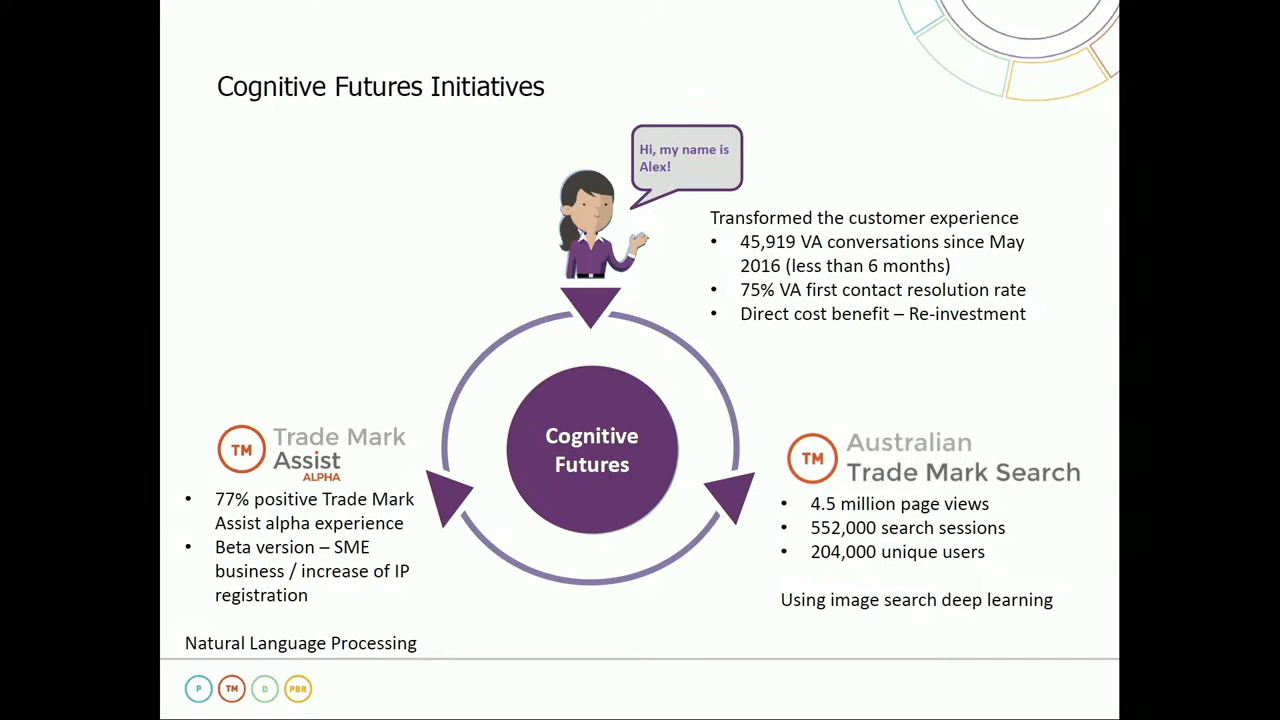 Cognitive Futures Initiatives
Hi, my name is
Alex!
Transformed the customer experience
• 45,919 VA conversations since May
2016 (less than 6 months)
• 75% VA first contact resolution rate
• Direct cost benefit – Re-investment
Cognitive
Futures
TM
Trade Mark
Assist
ALPHA
• 77% positive Trade Mark
Assist alpha experience
• Beta version – SME
business / increase of IP
registration
Natural Language Processing
TM
Australian
Trade Mark Search
• 4.5 million page views
• 552,000 search sessions
• 204,000 unique users
Using image search deep learning
P TM D PBR